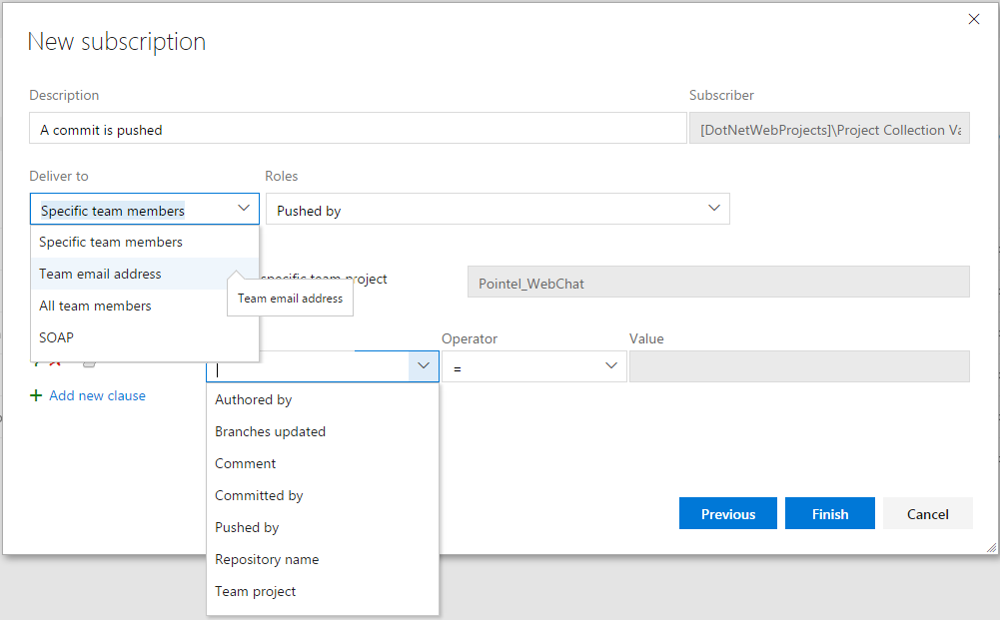 New subscription
Description
Subscriber
A commit is pushed
[DotNetWebProjects]\Project Collection Va
Deliver to
Roles
Specific team members
Pushed by
Specific team members
Team email address
specific team project
Pointel_WebChat
Team email address
All team members
SOAP
Operator
Value
=
+ Add new clause
Authored by
Branches updated
Comment
Committed by
Pushed by
Repository name
Team project
Previous
Finish
Cancel